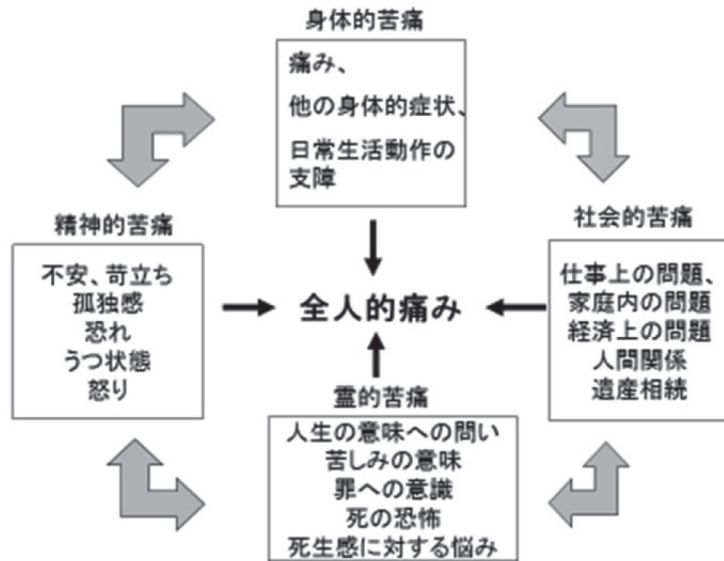 身体的苦痛
痛み、
他の身体的症状、
日常生活動作の
支障
精神的苦痛
不安、苛立ち
孤独感
恐れ
うつ状態
怒り
全人的痛み
社会的苦痛
仕事上の問題、
家庭内の問題
経済上の問題
人間関係
遺産相続
霊的苦痛
人生の意味への問い
苦しみの意味
罪への意識
死の恐怖
死生感に対する悩み